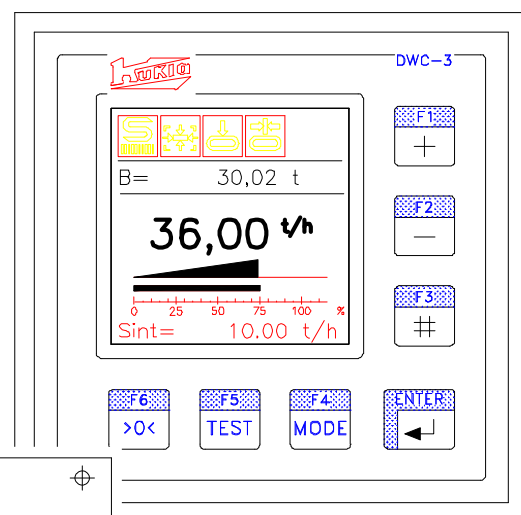 Hukia
DWC-3
F1
+
B= 30,02 t
F2
−
36,00 t/h
F3
#
0 25 50 75 100 %
Sint= 10.00 t/h
F6 F5 F4 ENTER
>0< TEST MODE